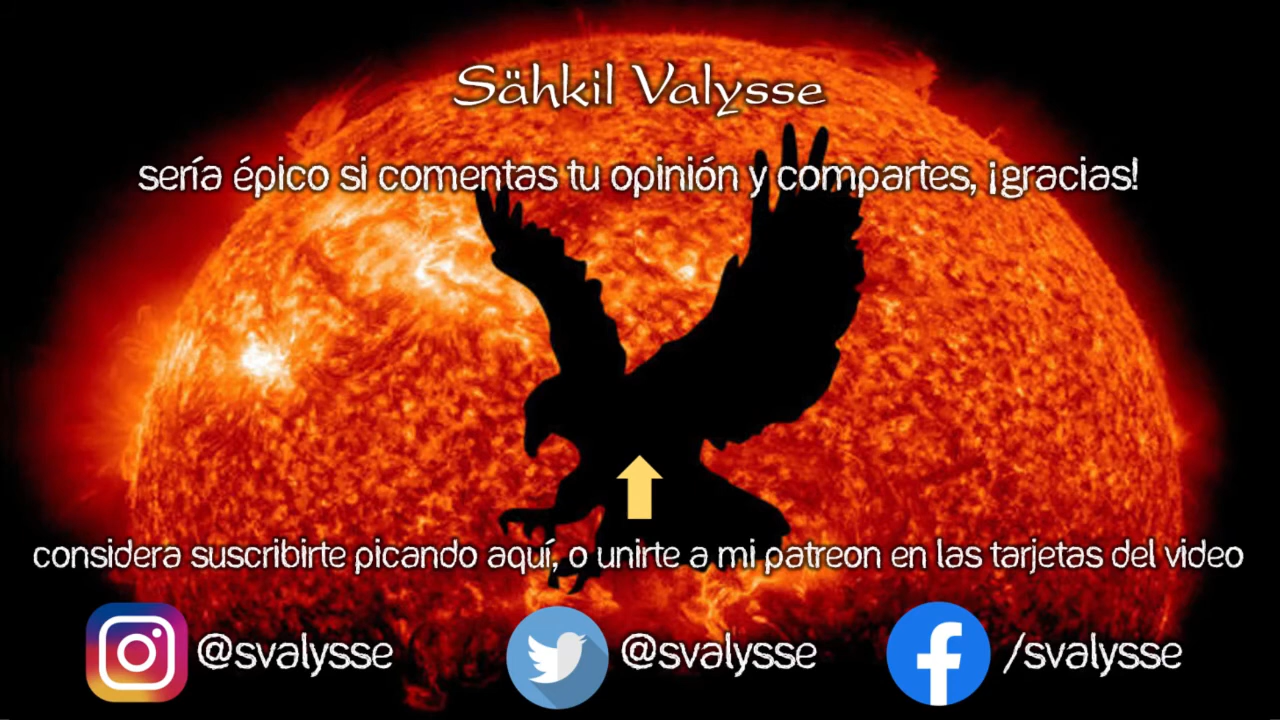 Sähkil Valysse
sería épico si comentas tu opinión y compartes, ¡gracias!
considera suscribirte picando aquí, o unirte a mi patreon en las tarjetas del video
@svalysse @svalysse /svalysse